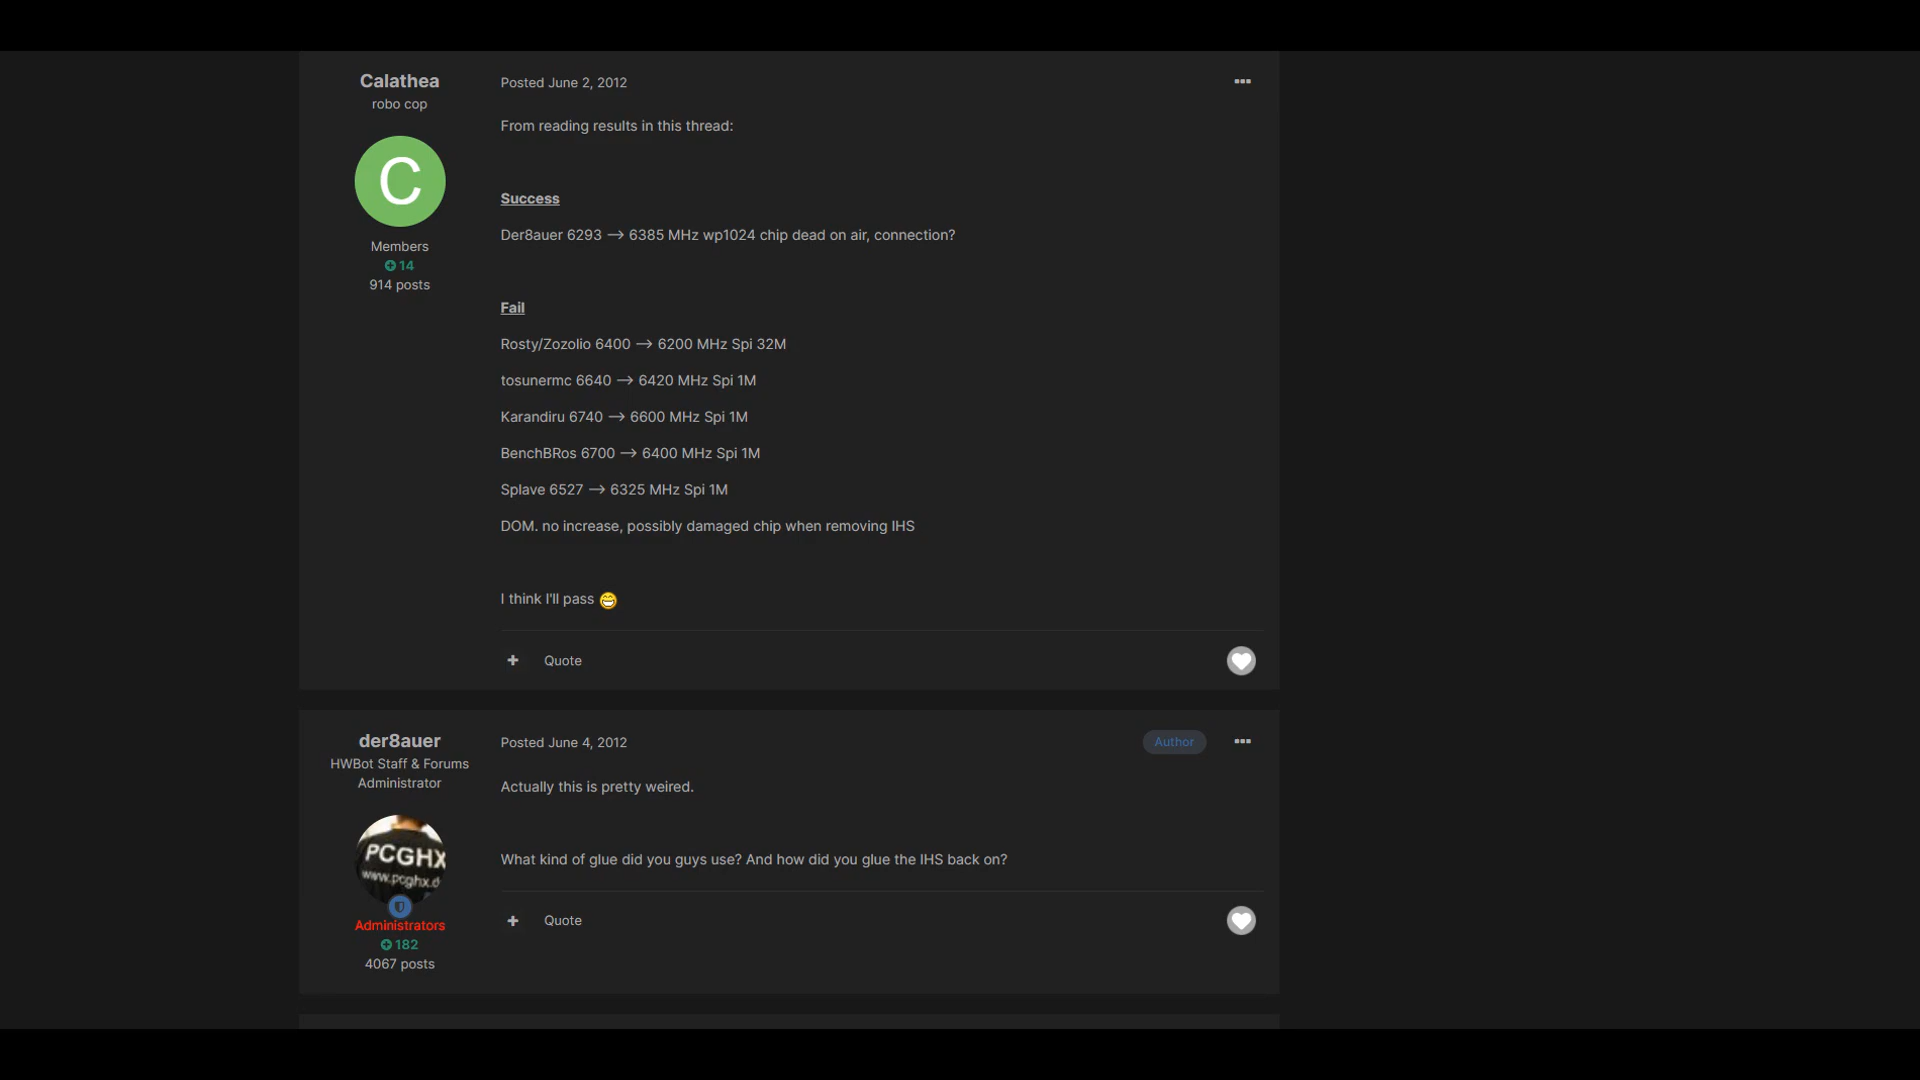 Calathea
robo cop
C
Members
14
914 posts
Posted June 2, 2012
From reading results in this thread:
Success
Der8auer 6293 --> 6385 MHz wp1024 chip dead on air, connection?
Fail
Rosty/Zozolio 6400 --> 6200 MHz Spi 32M
tosunermc 6640 --> 6420 MHz Spi 1M
Karandiru 6740 --> 6600 MHz Spi 1M
BenchBRos 6700 --> 6400 MHz Spi 1M
Splave 6527 --> 6325 MHz Spi 1M
DOM. no increase, possibly damaged chip when removing IHS
I think I'll pass
+ Quote
der8auer
HWBot Staff & Forums
Administrator
PCGHX
www.pcghx.d
Administrators
182
4067 posts
Posted June 4, 2012
Author
Actually this is pretty weired.
What kind of glue did you guys use? And how did you glue the IHS back on?
+ Quote